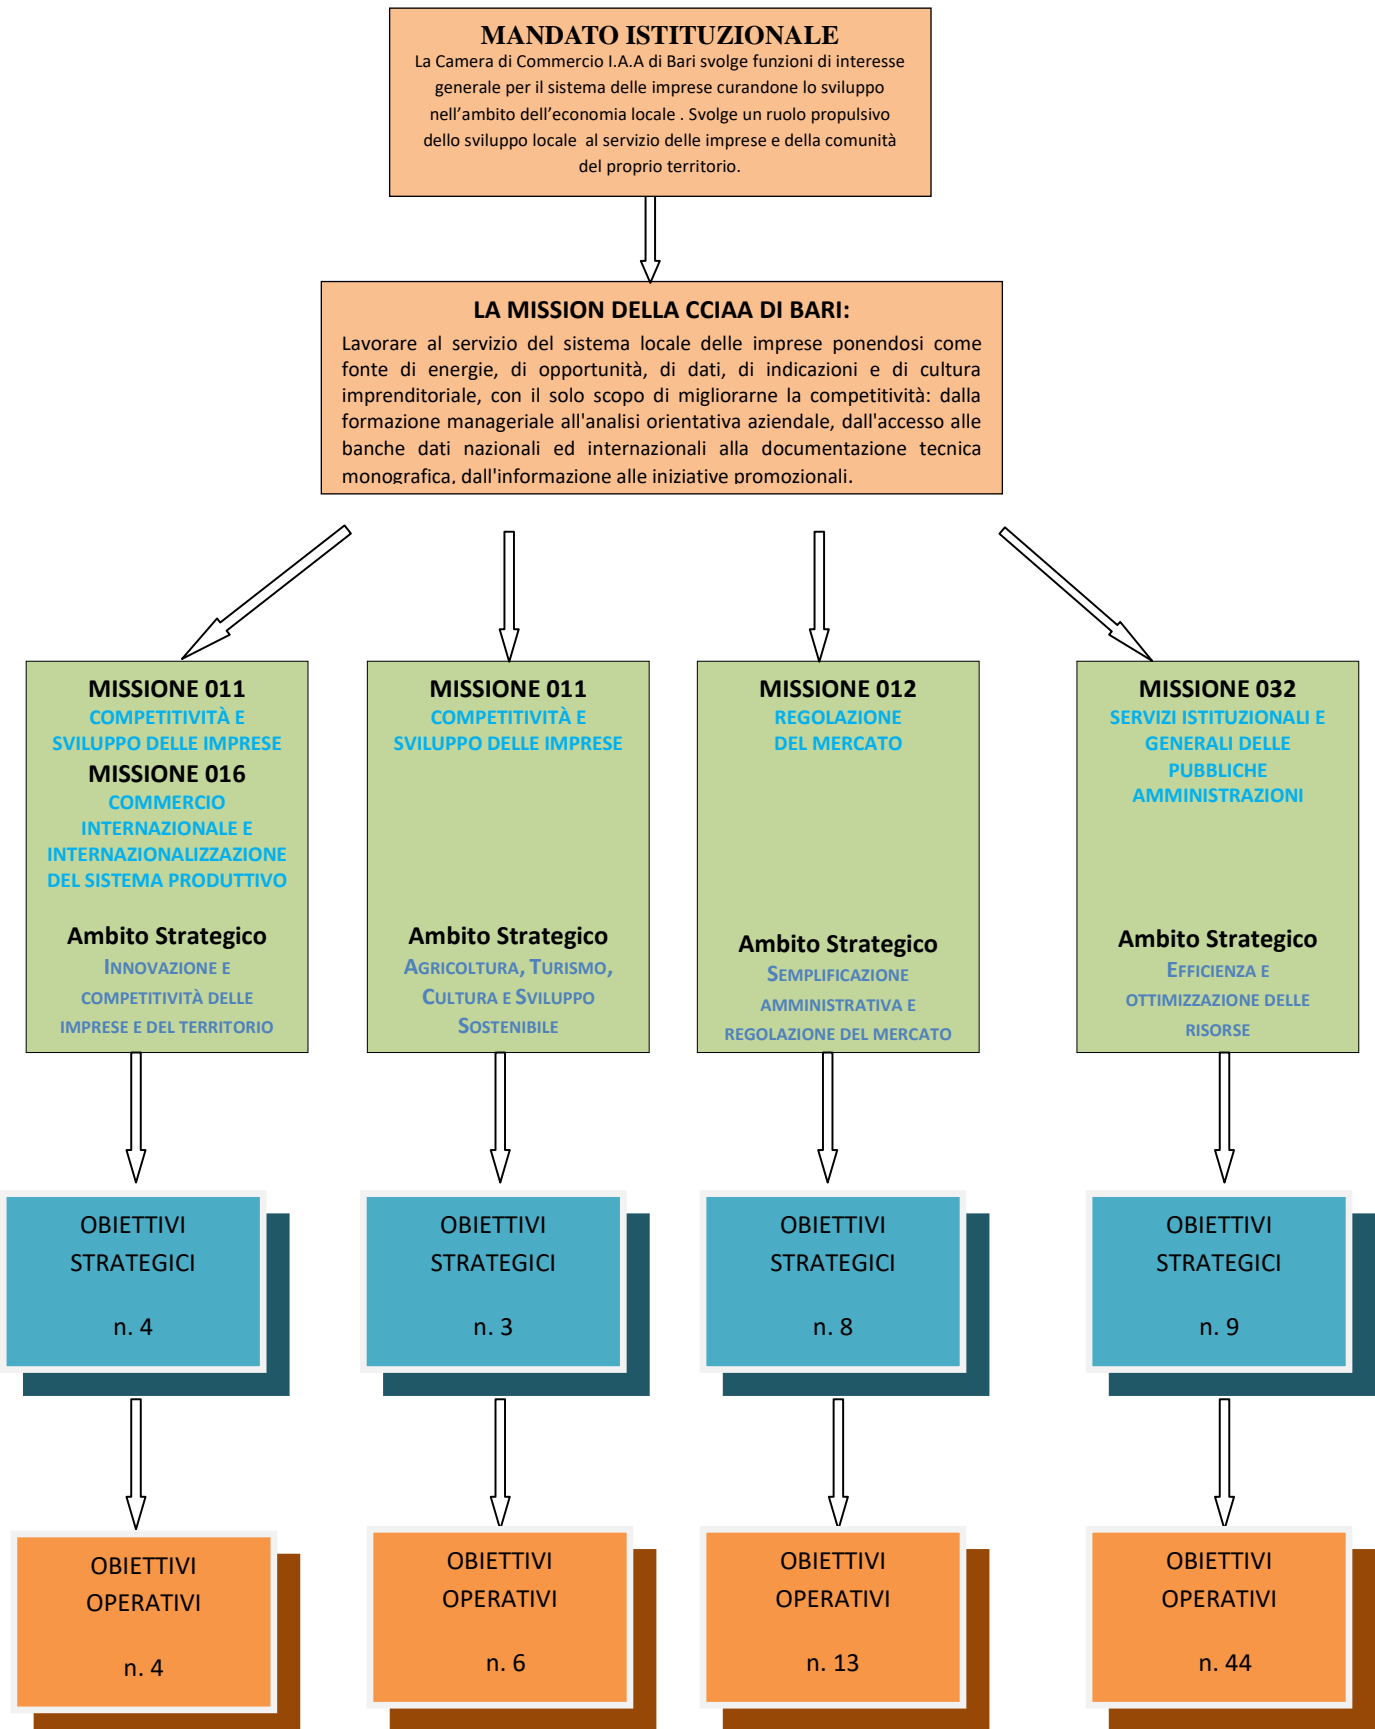 MANDATO ISTITUZIONALE
La Camera di Commercio I.A.A di Bari svolge funzioni di interesse
generale per il sistema delle imprese curandone lo sviluppo
nell’ambito dell’economia locale . Svolge un ruolo propulsivo
dello sviluppo locale al servizio delle imprese e della comunità
del proprio territorio.
LA MISSION DELLA CCIAA DI BARI:
Lavorare al servizio del sistema locale delle imprese ponendosi come
fonte di energie, di opportunità, di dati, di indicazioni e di cultura
imprenditoriale, con il solo scopo di migliorarne la competitività: dalla
formazione manageriale all'analisi orientativa aziendale, dall'accesso alle
banche dati nazionali ed internazionali alla documentazione tecnica
monografica, dall'informazione alle iniziative promozionali.
MISSIONE 011
COMPETITIVITÀ E
SVILUPPO DELLE IMPRESE
MISSIONE 016
COMMERCIO
INTERNAZIONALE E
INTERNAZIONALIZZAZIONE
DEL SISTEMA PRODUTTIVO
Ambito Strategico
INNOVAZIONE E
COMPETITIVITÀ DELLE
IMPRESE E DEL TERRITORIO
MISSIONE 011
COMPETITIVITÀ E
SVILUPPO DELLE IMPRESE
Ambito Strategico
AGRICOLTURA, TURISMO,
CULTURA E SVILUPPO
SOSTENIBILE
MISSIONE 012
REGOLAZIONE
DEL MERCATO
Ambito Strategico
SEMPLIFICAZIONE
AMMINISTRATIVA E
REGOLAZIONE DEL MERCATO
MISSIONE 032
SERVIZI ISTITUZIONALI E
GENERALI DELLE
PUBBLICHE
AMMINISTRAZIONI
Ambito Strategico
EFFICIENZA E
OTTIMIZZAZIONE DELLE
RISORSE
OBIETTIVI
STRATEGICI
n. 4
OBIETTIVI
STRATEGICI
n. 3
OBIETTIVI
STRATEGICI
n. 8
OBIETTIVI
STRATEGICI
n. 9
OBIETTIVI
OPERATIVI
n. 4
OBIETTIVI
OPERATIVI
n. 6
OBIETTIVI
OPERATIVI
n. 13
OBIETTIVI
OPERATIVI
n. 44